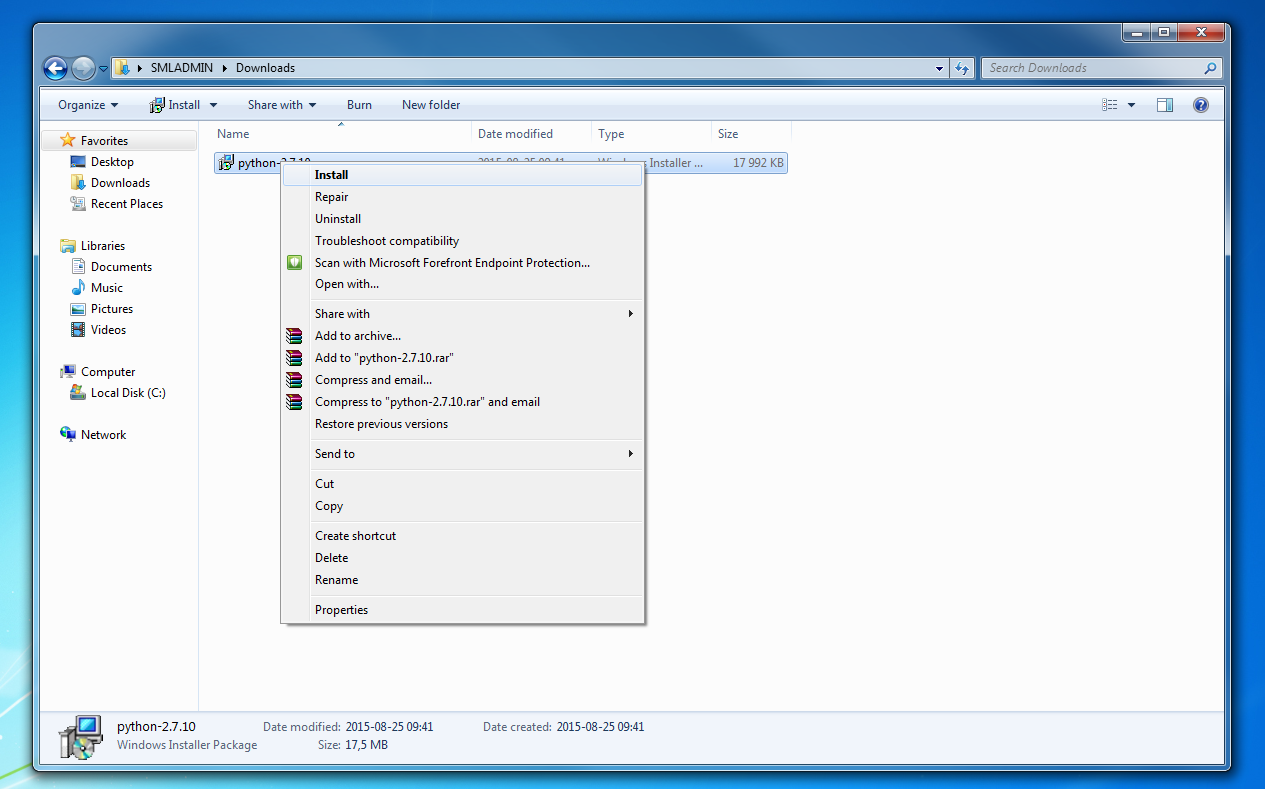 SMLADMIN Downloads
Search Downloads
Organize Install Share with Burn New folder
Name Date modified Type Size
python-2.7.10 2015-08-25 09:41 Installer ... 17 992 KB
Favorites
Desktop
Downloads
Recent Places
Libraries
Documents
Music
Pictures
Videos
Computer
Local Disk (C:)
Network
Install
Repair
Uninstall
Troubleshoot compatibility
Scan with Microsoft Forefront Endpoint Protection...
Open with...
Share with
Add to archive...
Add to "python-2.7.10.rar"
Compress and email...
Compress to "python-2.7.10.rar" and email
Restore previous versions
Send to
Cut
Copy
Create shortcut
Delete
Rename
Properties
python-2.7.10 Date modified: 2015-08-25 09:41 Date created: 2015-08-25 09:41
Windows Installer Package Size: 17,5 MB